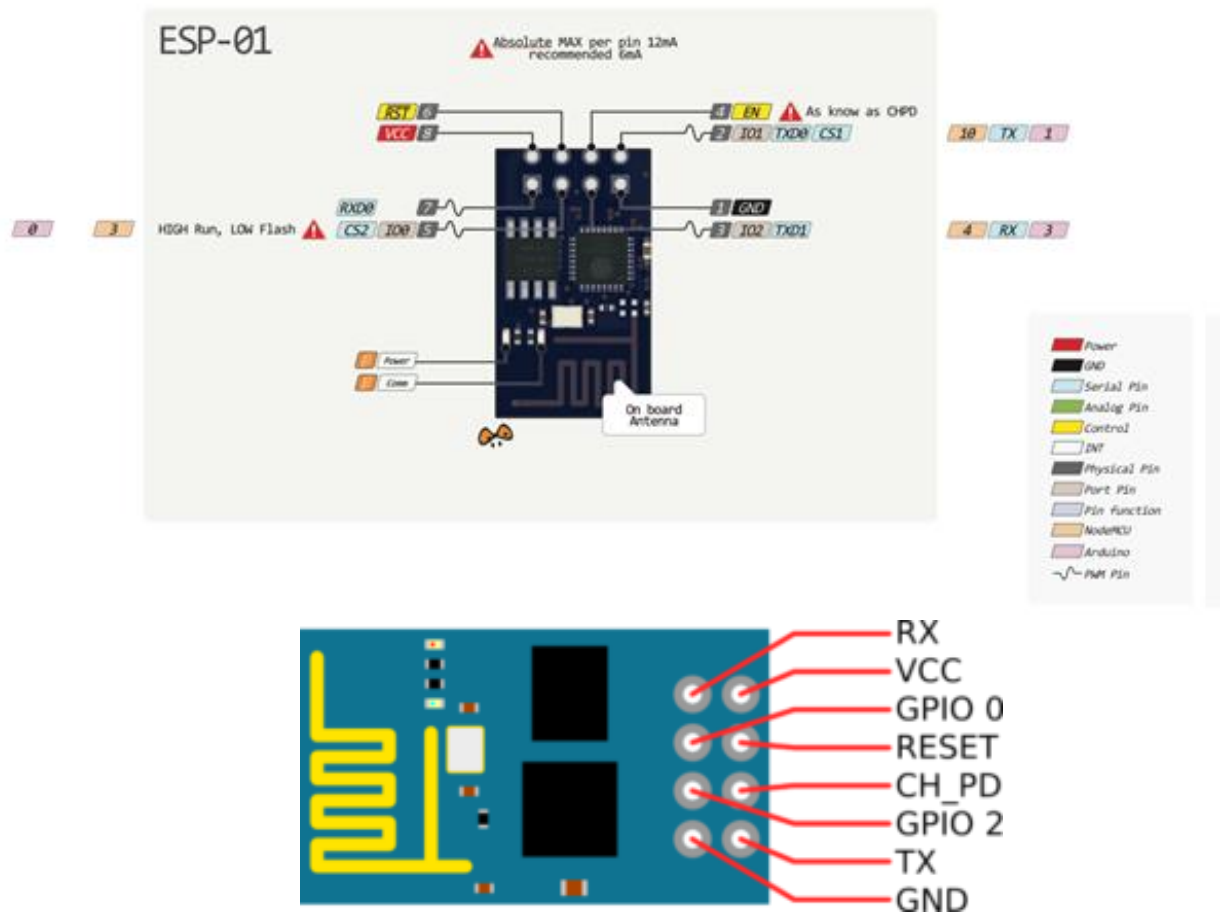 ESP-01
Absolute MAX per pin 12mA
recommended 6mA
RST 6
VCC 8
4 EN As know as CHPD
2 IO1 TXD0 CS1
10 TX 1
RXD0 7
0 3 HIGH Run, LOW Flash CS2 IO0 5
1 GND
3 IO2 TXD1
4 RX 3
Power
Comm
On board
Antenna
Power
GND
Serial Pin
Analog Pin
Control
INT
Physical Pin
Port Pin
Pin function
NodeMCU
Arduino
PWM Pin
RX
VCC
GPIO 0
RESET
CH_PD
GPIO 2
TX
GND